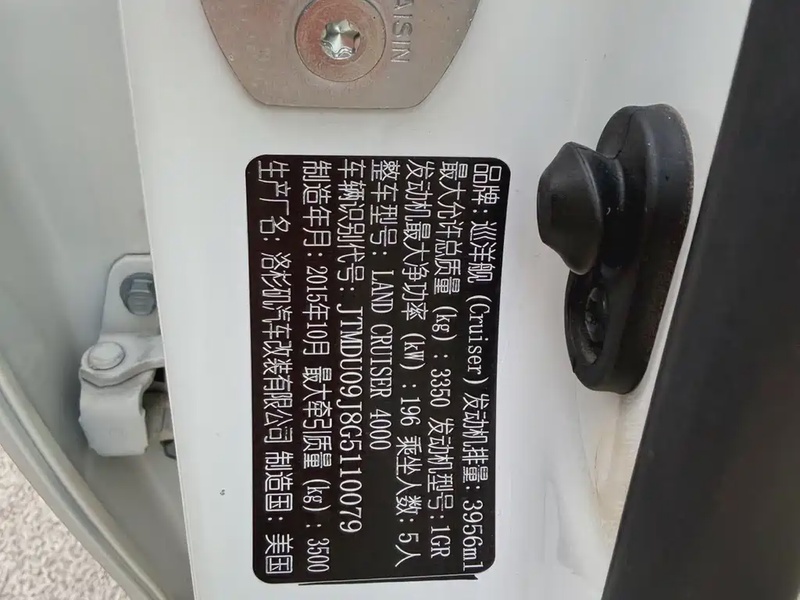 AISIN
品牌: 巡洋舰 (Cruiser) 发动机排量: 3956ml
最大允许总质量 (kg) : 3350 发动机型号: 1GR
发动机最大净功率 (kW) : 196 乘坐人数: 5人
整车型号: LAND CRUISER 4000
车辆识别代号: JTMDU09J8G5110079
制造年月: 2015年10月 最大牵引质量 (kg) : 3500
生产厂名: 洛杉矶汽车改装有限公司 制造国: 美国